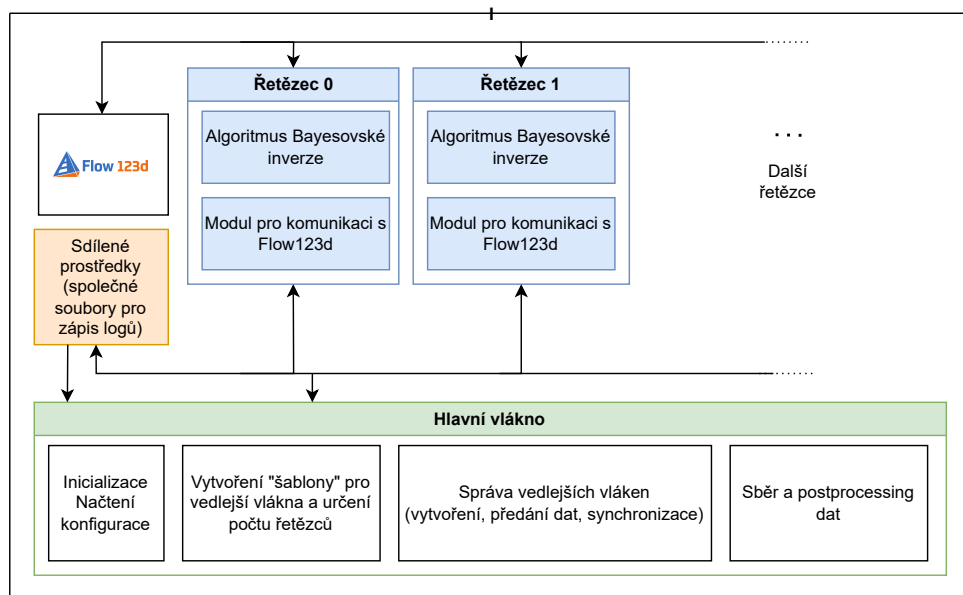 Řetězec 0
Algoritmus Bayesovské
inverze
Modul pro komunikaci s
Flow123d
Řetězec 1
Algoritmus Bayesovské
inverze
Modul pro komunikaci s
Flow123d
...
Další
řetězce
Flow 123d
Sdílené
prostředky
(společné
soubory pro
zápis logů)
Hlavní vlákno
Inicializace
Načtení
konfigurace
Vytvoření "šablony" pro
vedlejší vlákna a určení
počtu řetězců
Správa vedlejších vláken
(vytvoření, předání dat, synchronizace)
Sběr a postprocessing
dat